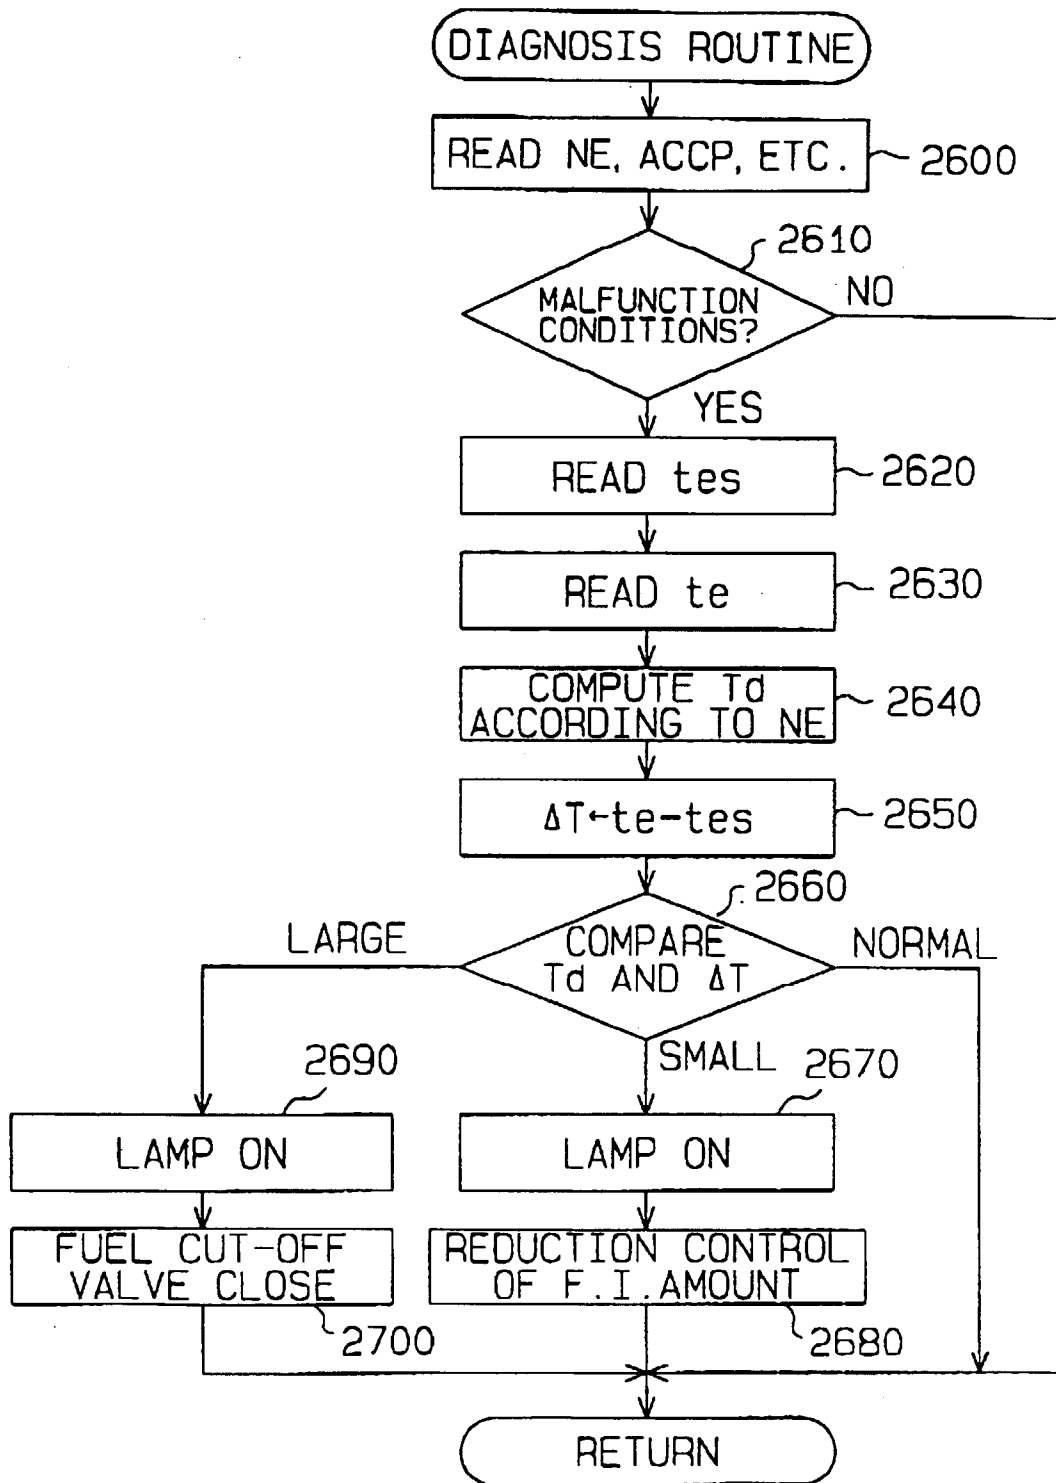 DIAGNOSIS ROUTINE
READ NE, ACCP, ETC.
2600
2610
MALFUNCTION
CONDITIONS?
NO
YES
READ tes
2620
READ te
2630
COMPUTE Td
ACCORDING TO NE
2640
ΔT←te-tes
2650
2660
LARGE
COMPARE
Td AND ΔT
NORMAL
SMALL
2690
2670
LAMP ON
LAMP ON
FUEL CUT-OFF
VALVE CLOSE
REDUCTION CONTROL
OF F.I. AMOUNT
2700
2680
RETURN